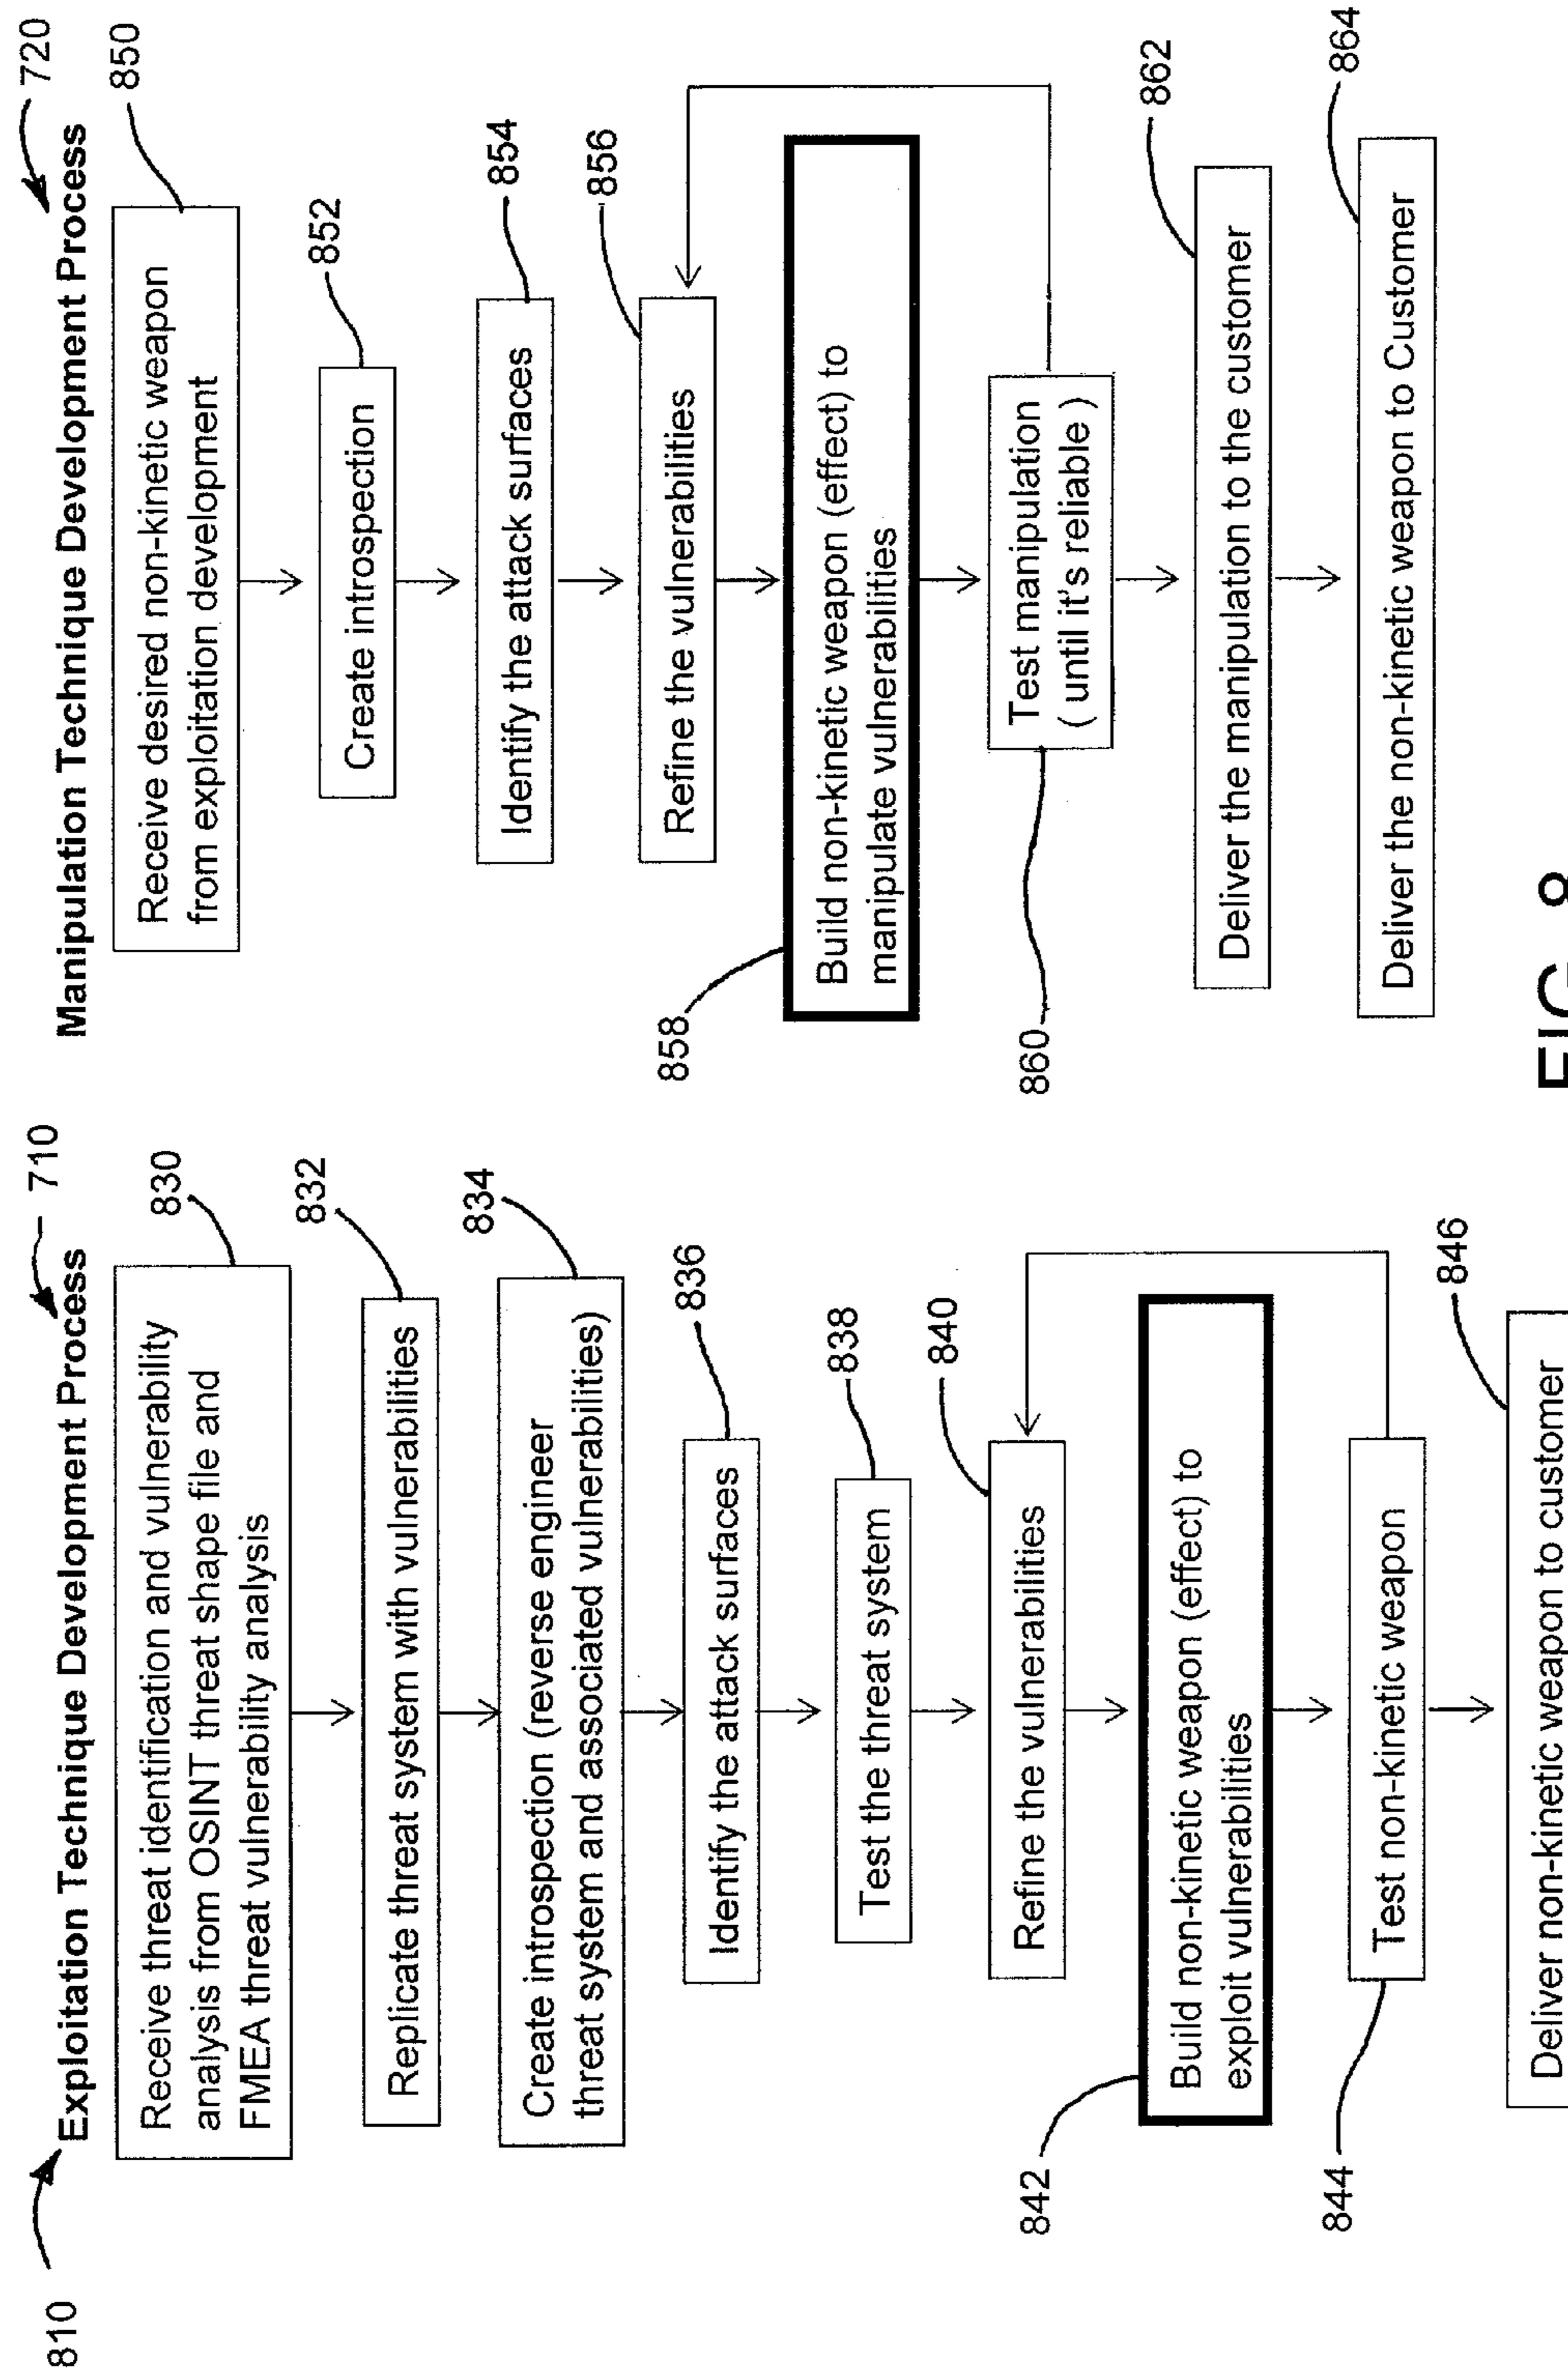 810
Exploitation Technique Development Process
710
Receive threat identification and vulnerability
analysis from OSINT threat shape file and
FMEA threat vulnerability analysis
830
Replicate threat system with vulnerabilities
832
Create introspection (reverse engineer
threat system and associated vulnerabilities)
834
Identify the attack surfaces
836
Test the threat system
838
Refine the vulnerabilities
840
Build non-kinetic weapon (effect) to
exploit vulnerabilities
842
Test non-kinetic weapon
844
Deliver non-kinetic weapon to customer
846
Manipulation Technique Development Process
720
Receive desired non-kinetic weapon
from exploitation development
850
Create introspection
852
Identify the attack surfaces
854
Refine the vulnerabilities
856
Build non-kinetic weapon (effect) to
manipulate vulnerabilities
858
Test manipulation
( until it's reliable )
860
Deliver the manipulation to the customer
862
Deliver the non-kinetic weapon to Customer
864
FIG. 8